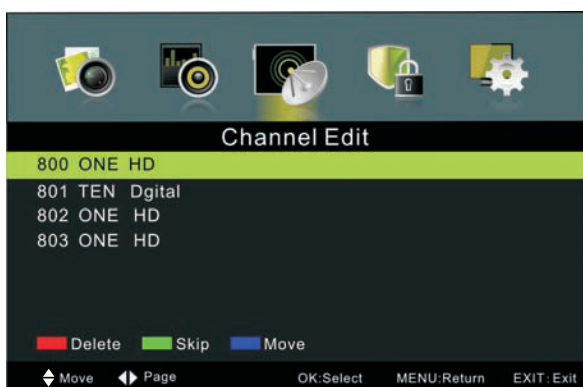 Channel Edit
800 ONE HD
801 TEN Dgital
802 ONE HD
803 ONE HD
Delete Skip Move
Move Page OK:Select MENU:Return EXIT:Exit